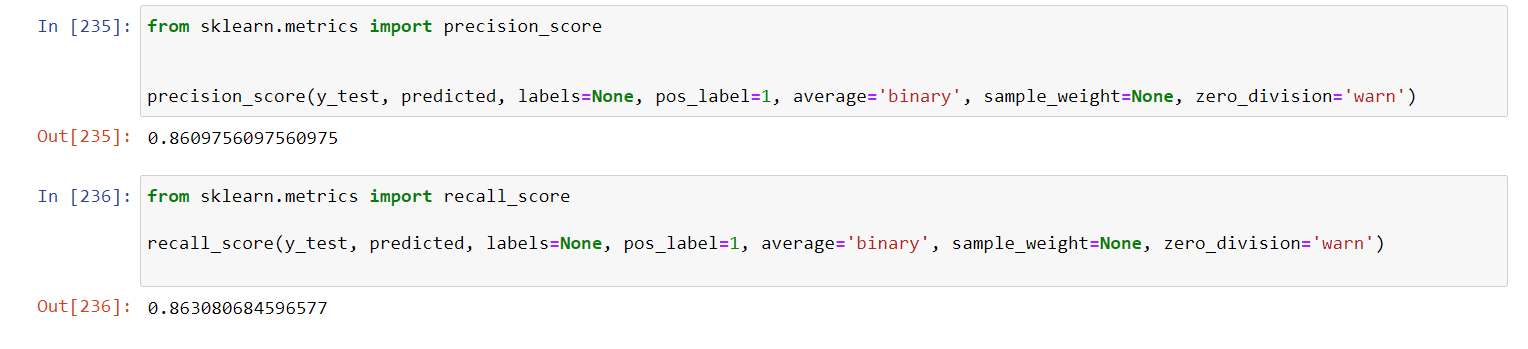 In [235]: from sklearn.metrics import precision_score
precision_score(y_test, predicted, labels=None, pos_label=1, average='binary', sample_weight=None, zero_division='warn')
Out[235]: 0.8609756097560975
In [236]: from sklearn.metrics import recall_score
recall_score(y_test, predicted, labels=None, pos_label=1, average='binary', sample_weight=None, zero_division='warn')
Out[236]: 0.863080684596577